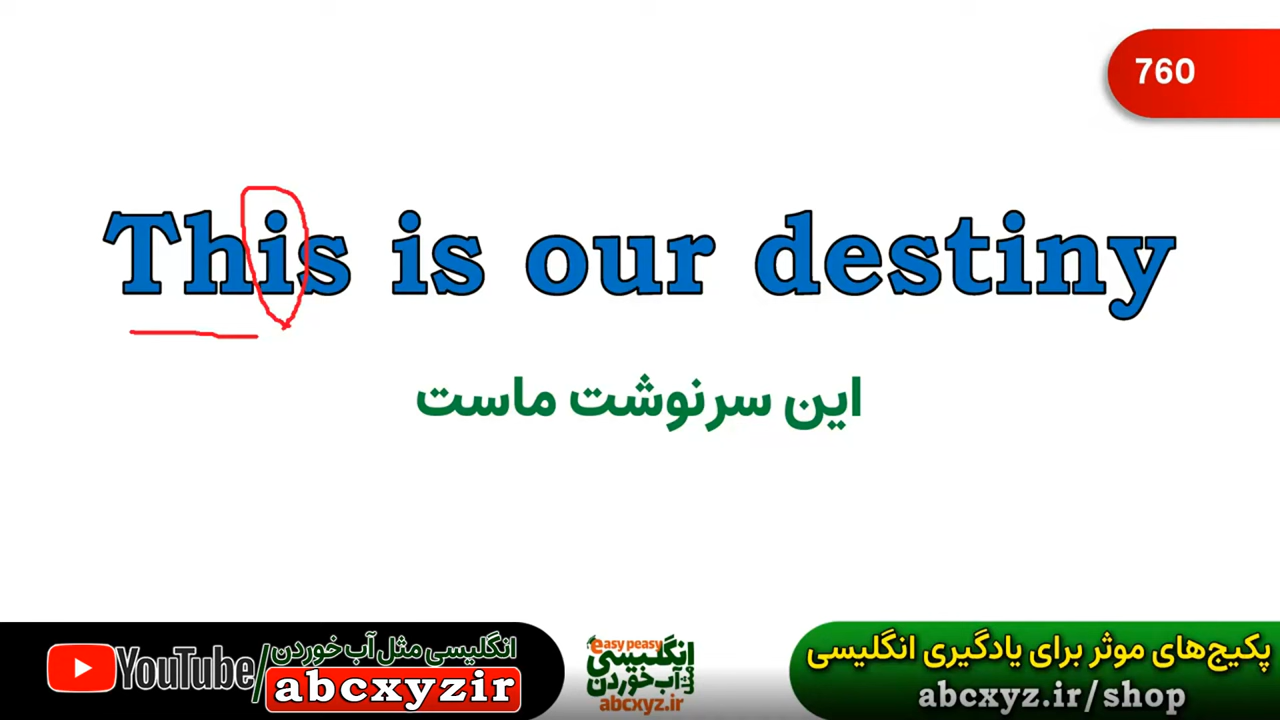 760
This is our destiny
این سرنوشت ماست
YouTube/انگلیسی مثل آب خوردن
abcxyzir
easy peasy
انگلیسی
مثل آب خوردن
abcxyz.ir
پکیج‌های موثر برای یادگیری انگلیسی
abcxyz.ir/shop